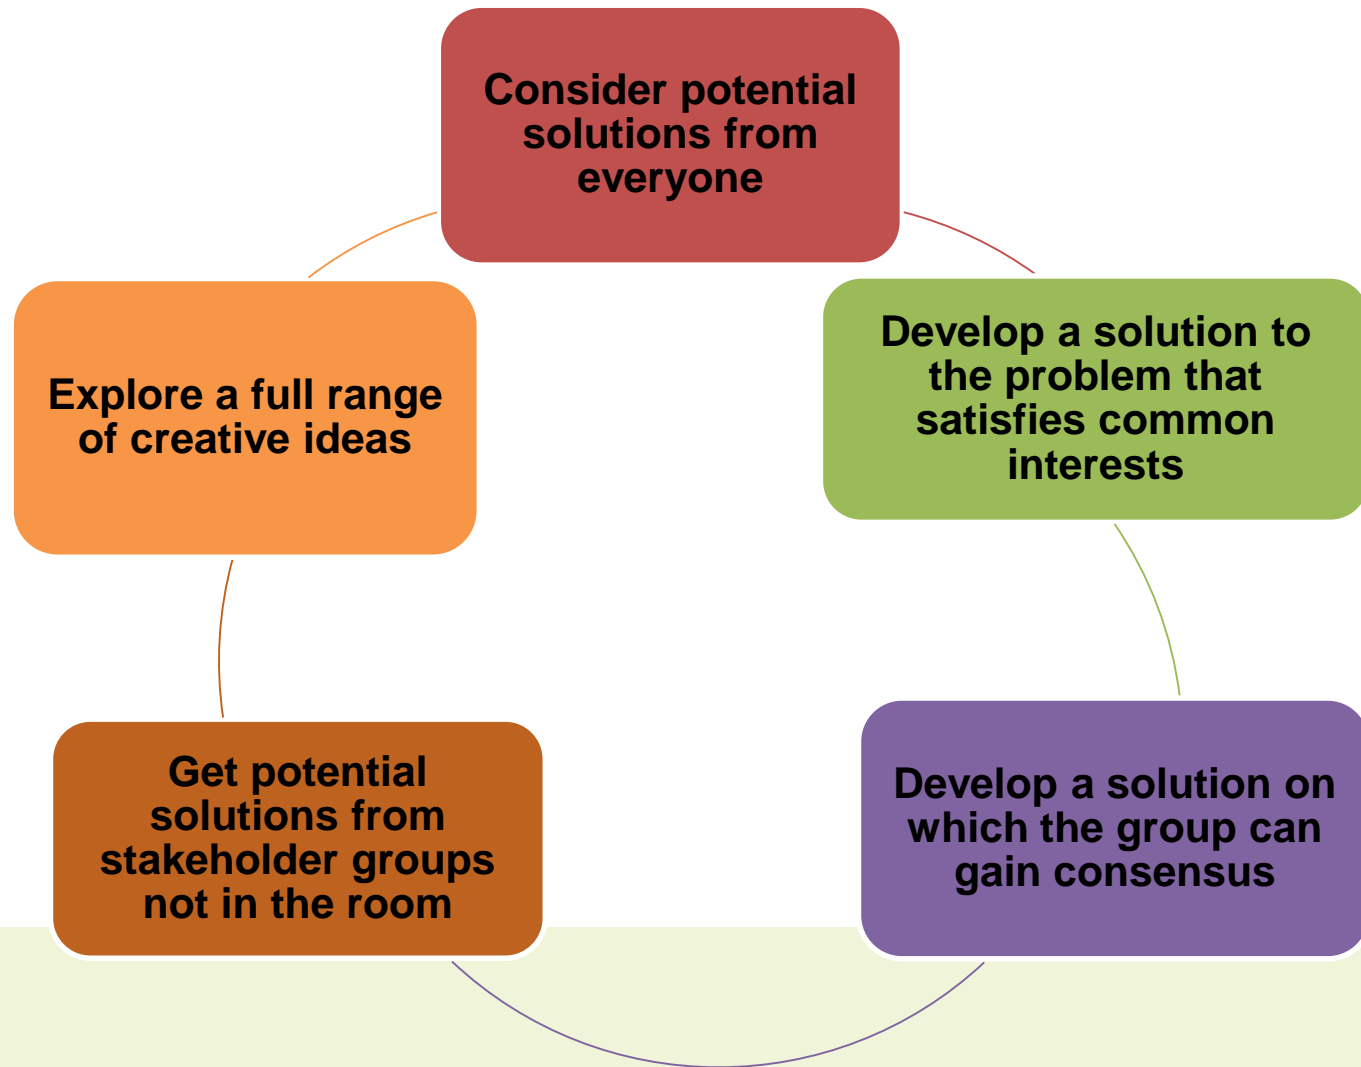 Consider potential
solutions from
everyone
Develop a solution to
the problem that
satisfies common
interests
Develop a solution on
which the group can
gain consensus
Get potential
solutions from
stakeholder groups
not in the room
Explore a full range
of creative ideas